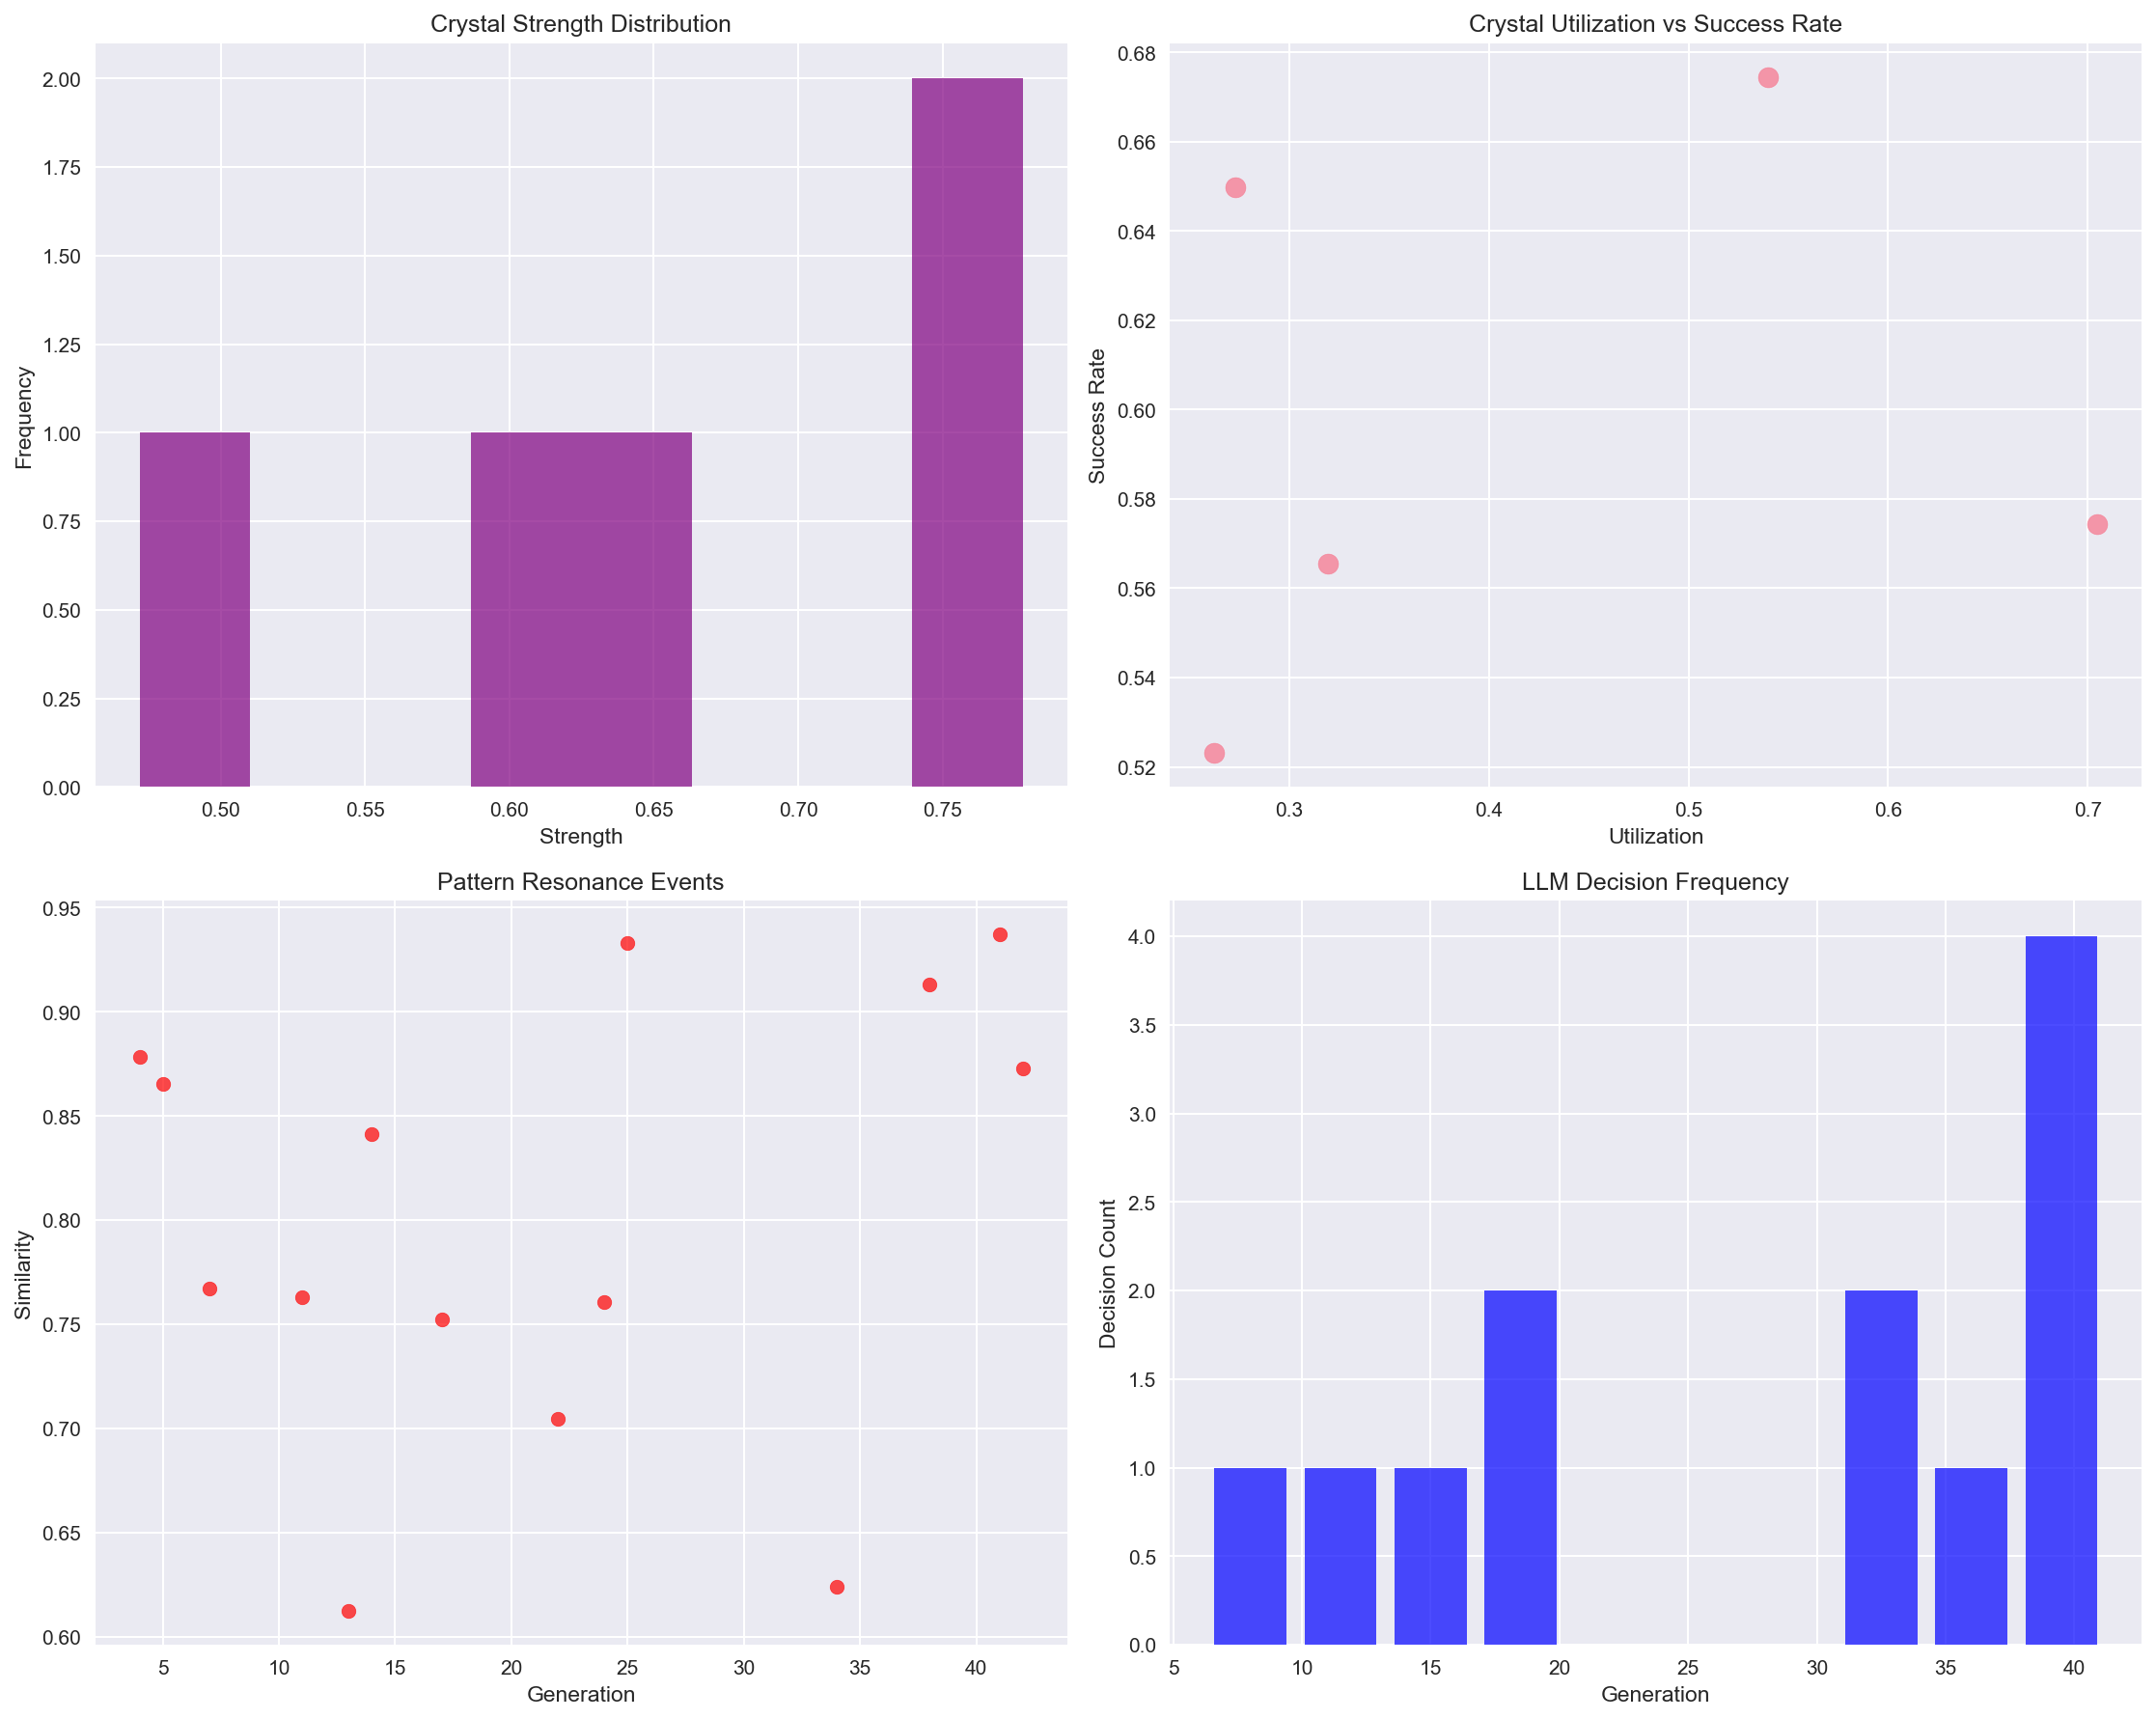 Crystal Strength Distribution
2.00
1.75
1.50
1.25
1.00
0.75
0.50
0.25
0.00
Frequency
0.50 0.55 0.60 0.65 0.70 0.75
Strength
Crystal Utilization vs Success Rate
0.68
0.66
0.64
0.62
0.60
0.58
0.56
0.54
0.52
Success Rate
0.3 0.4 0.5 0.6 0.7
Utilization
Pattern Resonance Events
0.95
0.90
0.85
0.80
0.75
0.70
0.65
0.60
Similarity
5 10 15 20 25 30 35 40
Generation
LLM Decision Frequency
4.0
3.5
3.0
2.5
2.0
1.5
1.0
0.5
0.0
Decision Count
5 10 15 20 25 30 35 40
Generation